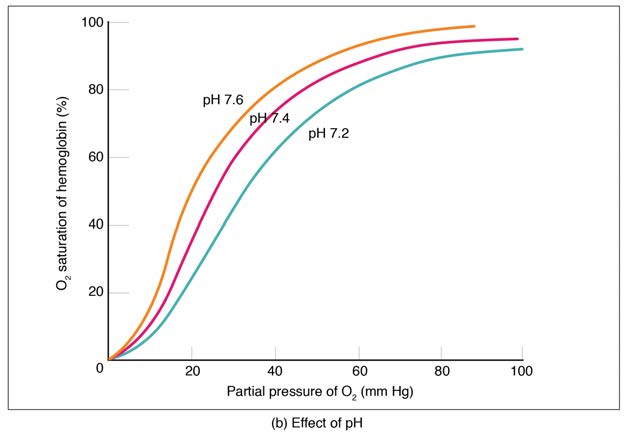 100
80
60
40
20
0
O₂ saturation of hemoglobin (%)
pH 7.6
pH 7.4
pH 7.2
20 40 60 80 100
Partial pressure of O₂ (mm Hg)
(b) Effect of pH